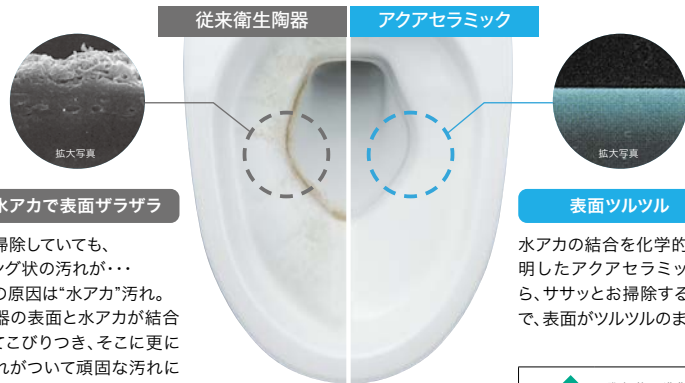 従来衛生陶器
アクアセラミック
拡大写真
拡大写真
水アカで表面ザラザラ
掃除していても、
ング状の汚れが・・・
の原因は“水アカ”汚れ。
器の表面と水アカが結合
てこびりつき、そこに更に
れがついて頑固な汚れに
表面ツルツル
水アカの結合を化学的
明したアクアセラミッ
ら、ササッとお掃除する
で、表面がツルツルのま